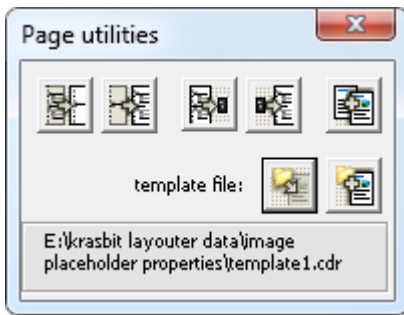 Page utilities
template file:
E:\krasbit layouter data\image
placeholder properties\template1.cdr